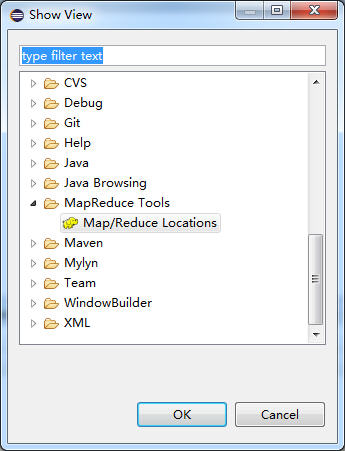 Show View
type filter text
CVS
Debug
Git
Help
Java
Java Browsing
MapReduce Tools
Map/Reduce Locations
Maven
Mylyn
Team
WindowBuilder
XML
OK
Cancel